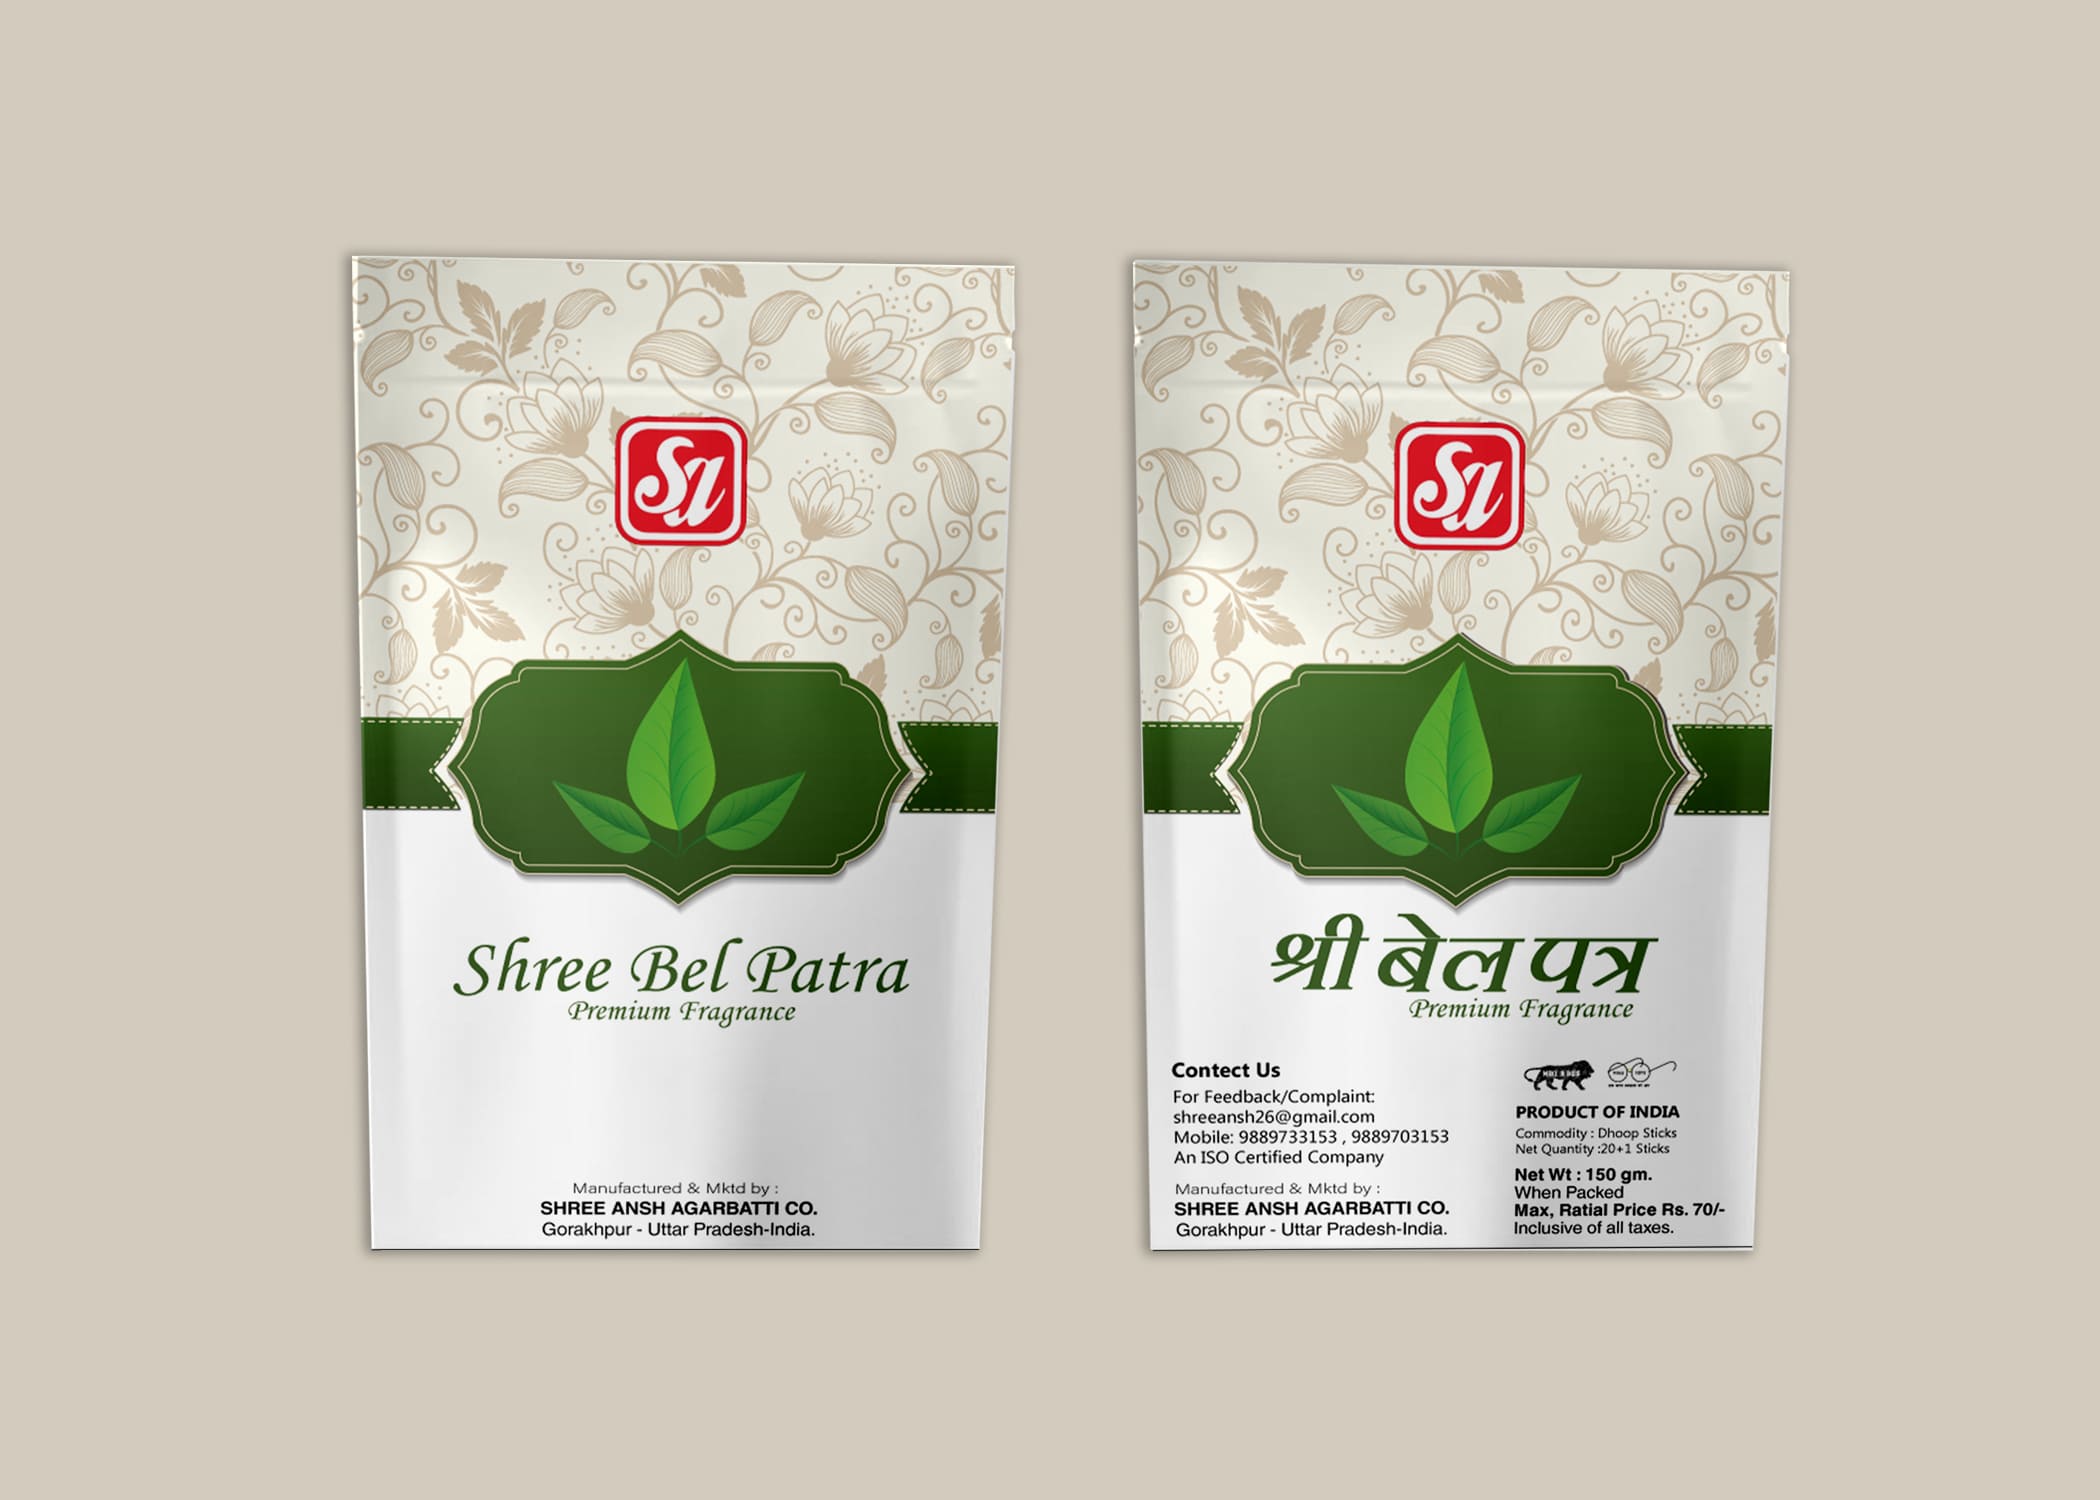 Sa
Shree Bel Patra
Premium Fragrance
Manufactured & Mktd by :
SHREE ANSH AGARBATTI CO.
Gorakhpur - Uttar Pradesh-India.
Sa
श्री बेल पत्र
Premium Fragrance
Contect Us
For Feedback/Complaint:
shreeansh26@gmail.com
Mobile: 9889733153 , 9889703153
An ISO Certified Company
Manufactured & Mktd by :
SHREE ANSH AGARBATTI CO.
Gorakhpur - Uttar Pradesh-India.
PRODUCT OF INDIA
Commodity : Dhoop Sticks
Net Quantity :20+1 Sticks
Net Wt : 150 gm.
When Packed
Max, Ratial Price Rs. 70/-
Inclusive of all taxes.